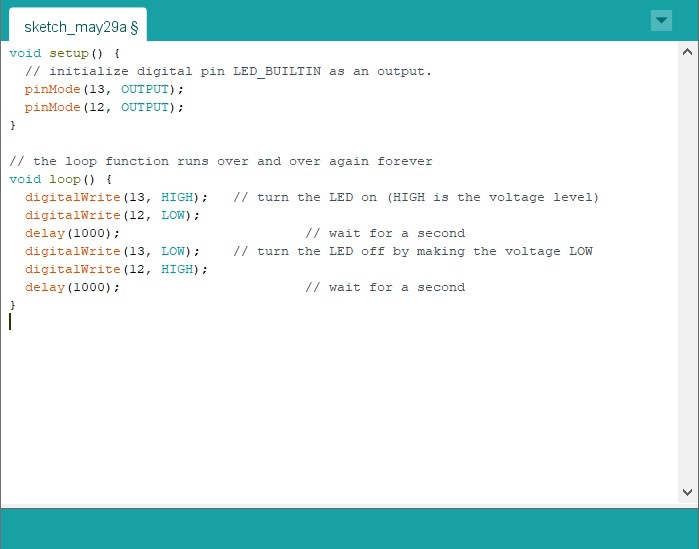 sketch_may29a §
void setup() {
  // initialize digital pin LED_BUILTIN as an output.
  pinMode(13, OUTPUT);
  pinMode(12, OUTPUT);
}

// the loop function runs over and over again forever
void loop() {
  digitalWrite(13, HIGH);   // turn the LED on (HIGH is the voltage level)
  digitalWrite(12, LOW);
  delay(1000);                       // wait for a second
  digitalWrite(13, LOW);    // turn the LED off by making the voltage LOW
  digitalWrite(12, HIGH);
  delay(1000);                       // wait for a second
}